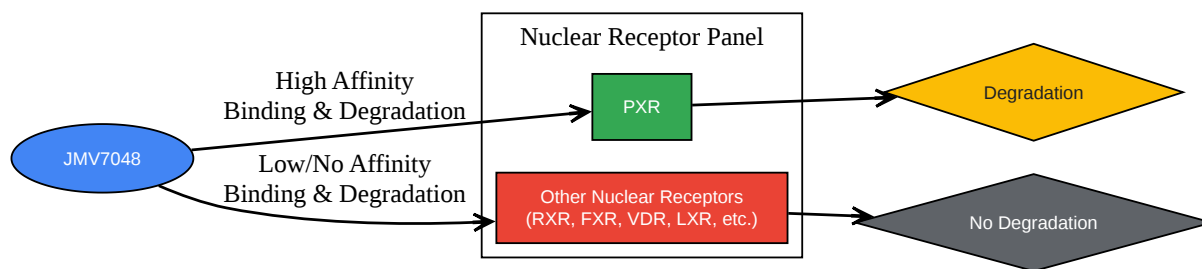 Nuclear Receptor Panel
High Affinity
Binding & Degradation
PXR
Degradation
JMV7048
Low/No Affinity
Binding & Degradation
Other Nuclear Receptors
(RXR, FXR, VDR, LXR, etc.)
No Degradation